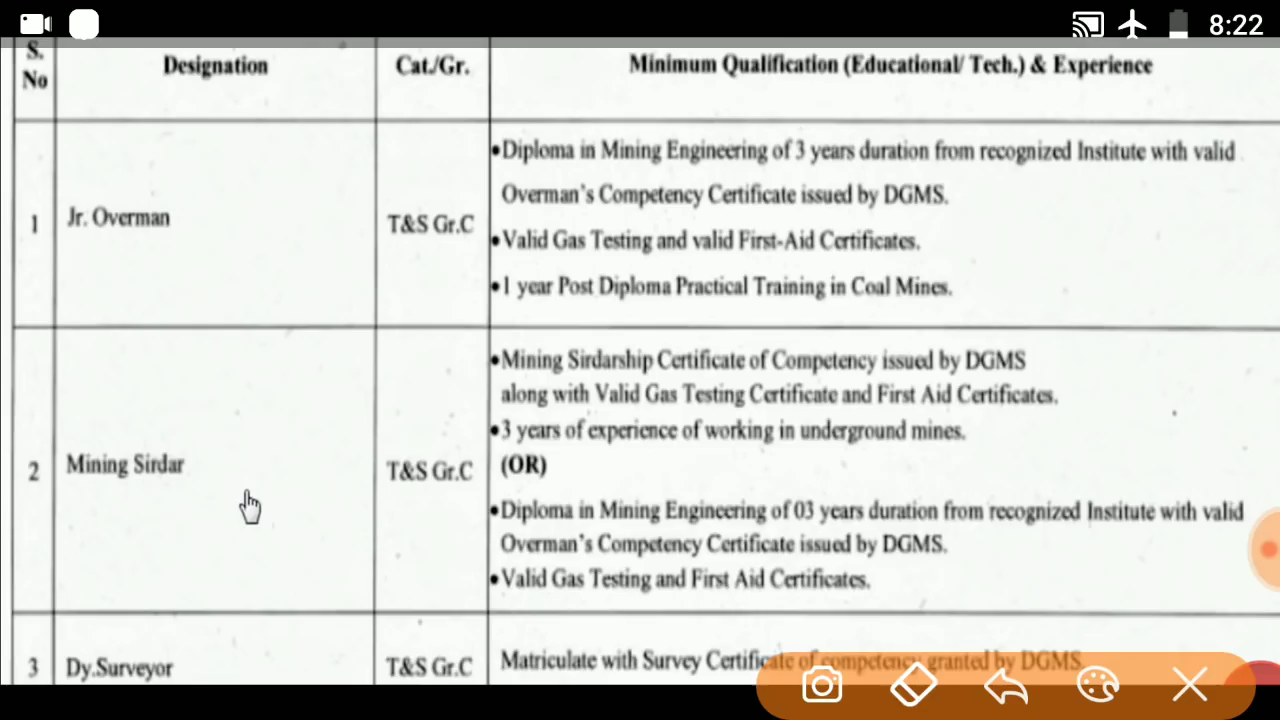 8:22
S. No Designation Cat./Gr. Minimum Qualification (Educational/ Tech.) & Experience
1 Jr. Overman T&S Gr.C
•Diploma in Mining Engineering of 3 years duration from recognized Institute with valid
Overman's Competency Certificate issued by DGMS.
•Valid Gas Testing and valid First-Aid Certificates.
•1 year Post Diploma Practical Training in Coal Mines.
2 Mining Sirdar T&S Gr.C
•Mining Sirdarship Certificate of Competency issued by DGMS
along with Valid Gas Testing Certificate and First Aid Certificates.
•3 years of experience of working in underground mines.
(OR)
•Diploma in Mining Engineering of 03 years duration from recognized Institute with valid
Overman's Competency Certificate issued by DGMS.
•Valid Gas Testing and First Aid Certificates.
3 Dy.Surveyor T&S Gr.C Matriculate with Survey Certificate of competency granted by DGMS